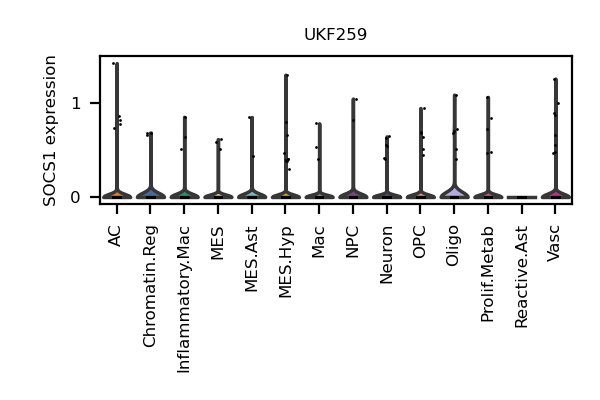 UKF259
SOCS1 expression
1
0
AC
Chromatin.Reg
Inflammatory.Mac
MES
MES.Ast
MES.Hyp
Mac
NPC
Neuron
OPC
Oligo
Prolif.Metab
Reactive.Ast
Vasc